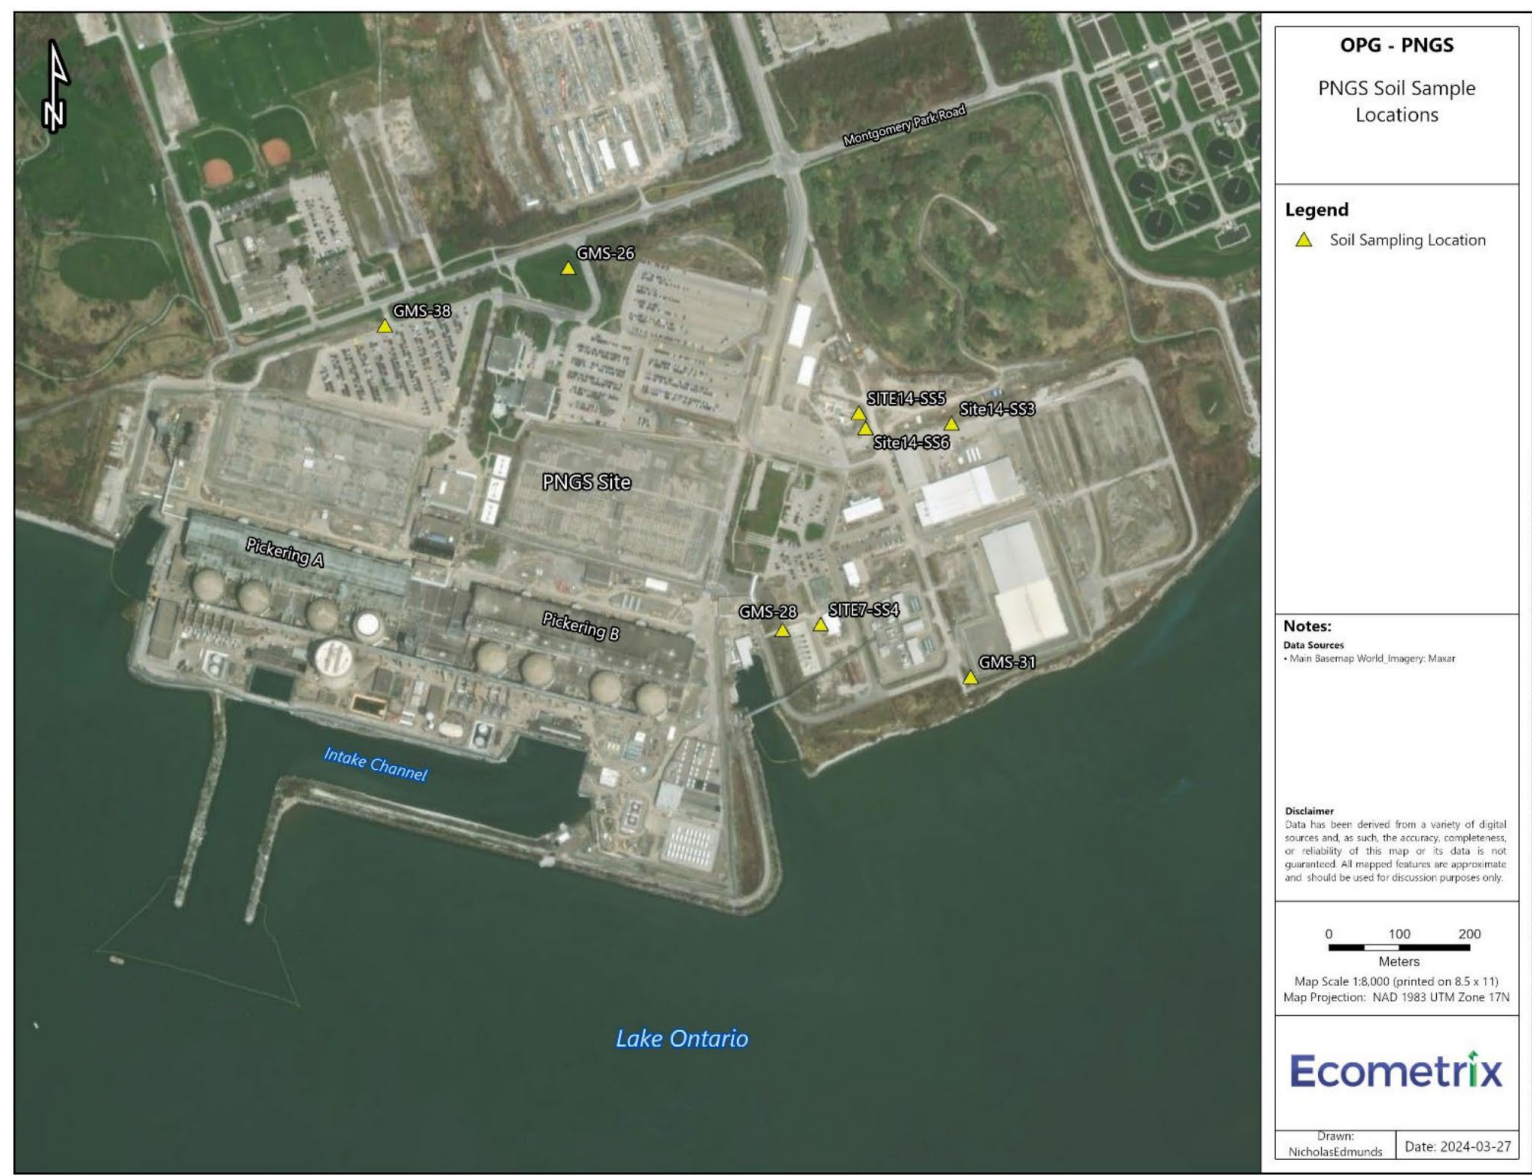 N
Montgomery Park Road
GMS-26
GMS-38
SITE14-SS5
Site14-SS3
Site14-SS6
PNGS Site
Pickering A
Pickering B
GMS-28
SITE7-SS4
GMS-31
Intake Channel
Lake Ontario
OPG - PNGS
PNGS Soil Sample
Locations
Legend
Soil Sampling Location
Notes:
Data Sources
• Main Basemap World_Imagery: Maxar
Disclaimer
Data has been derived from a variety of digital
sources and, as such, the accuracy, completeness,
or reliability of this map or its data is not
guaranteed. All mapped features are approximate
and should be used for discussion purposes only.
0 100 200
Meters
Map Scale 1:8,000 (printed on 8.5 x 11)
Map Projection: NAD 1983 UTM Zone 17N
Ecometrix
Drawn:
NicholasEdmunds
Date: 2024-03-27